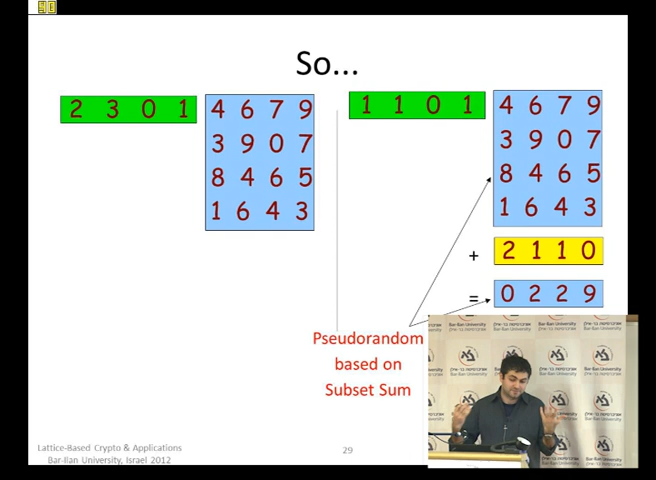 So...
2 3 0 1
4 6 7 9
3 9 0 7
8 4 6 5
1 6 4 3
1 1 0 1
4 6 7 9
3 9 0 7
8 4 6 5
1 6 4 3
+ 2 1 1 0
= 0 2 2 9
Pseudorandom
based on
Subset Sum
Lattice-Based Crypto & Applications
Bar-Ilan University, Israel 2012
29
Bar-Ilan University